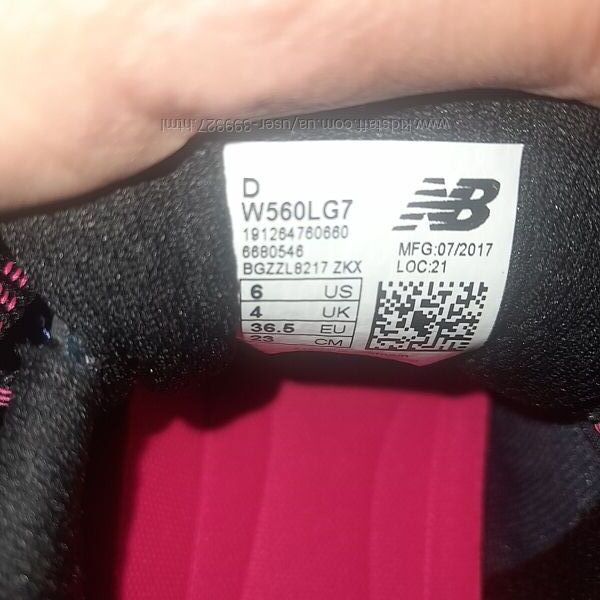 www.kidstaff.com.ua/user-399927.html
D
W560LG7
191264760660
6680546
BGZZL8217 ZKX
6 US
4 UK
36.5 EU
23 CM
NB
MFG:07/2017
LOC:21